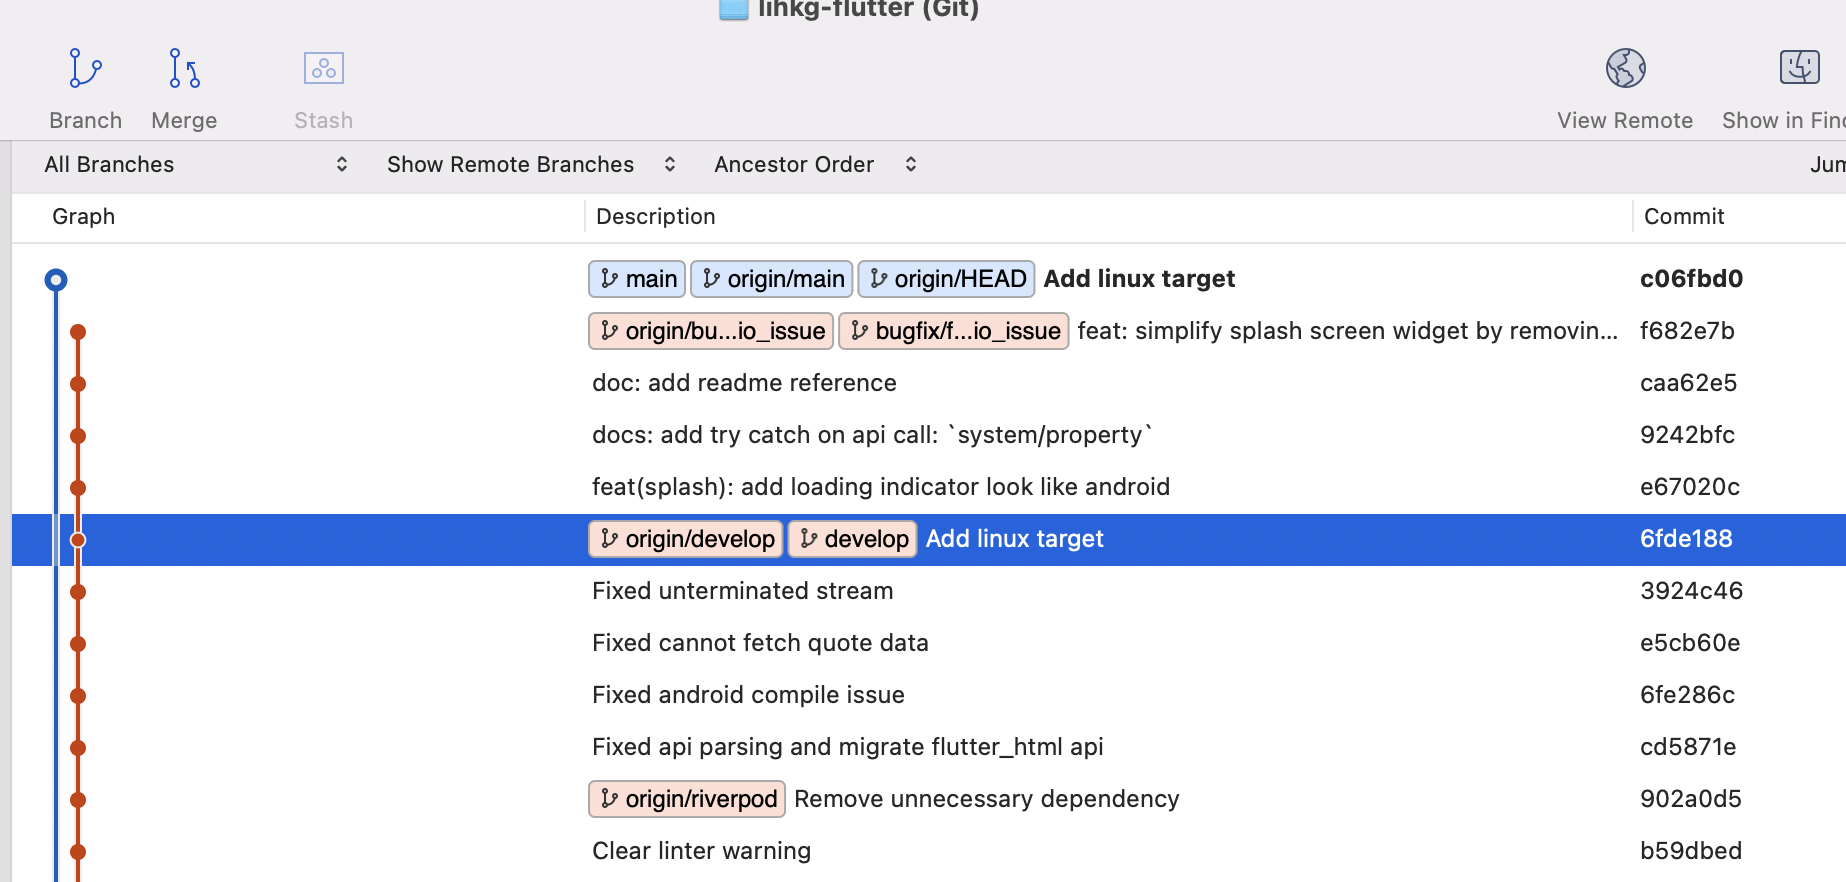 lihkg-flutter (Git)
Branch Merge Stash View Remote Show in Find
All Branches Show Remote Branches Ancestor Order Jum
Graph Description Commit
main origin/main origin/HEAD Add linux target c06fbd0
origin/bu...io_issue bugfix/f...io_issue feat: simplify splash screen widget by removin... f682e7b
doc: add readme reference caa62e5
docs: add try catch on api call: `system/property` 9242bfc
feat(splash): add loading indicator look like android e67020c
origin/develop develop Add linux target 6fde188
Fixed unterminated stream 3924c46
Fixed cannot fetch quote data e5cb60e
Fixed android compile issue 6fe286c
Fixed api parsing and migrate flutter_html api cd5871e
origin/riverpod Remove unnecessary dependency 902a0d5
Clear linter warning b59dbed